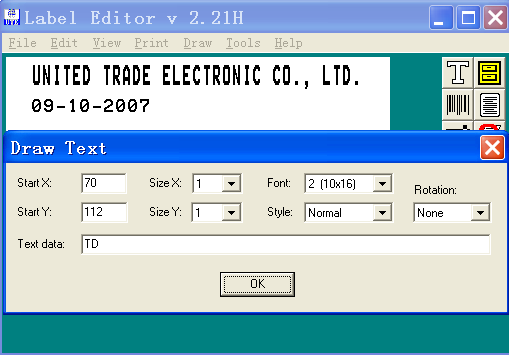 Label Editor v 2.21H
File Edit View Print Draw Tools Help
UNITED TRADE ELECTRONIC CO., LTD.
09-10-2007
Draw Text
Start X: 70 Size X: 1 Font: 2 (10x16) Rotation:
Start Y: 112 Size Y: 1 Style: Normal None
Text data: TD
OK